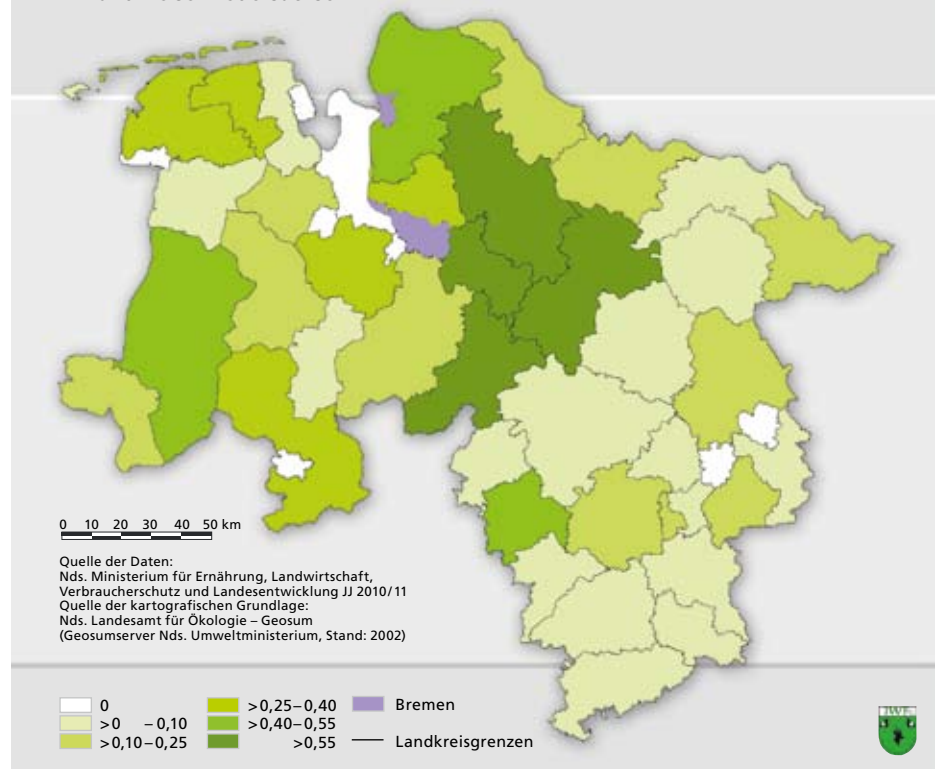 0 10 20 30 40 50 km
Quelle der Daten:
Nds. Ministerium für Ernährung, Landwirtschaft,
Verbraucherschutz und Landesentwicklung JJ 2010/11
Quelle der kartografischen Grundlage:
Nds. Landesamt für Ökologie – Geosum
(Geosumserver Nds. Umweltministerium, Stand: 2002)
0
>0 – 0,10
>0,10 – 0,25
>0,25 – 0,40
>0,40 – 0,55
>0,55
Bremen
Landkreisgrenzen